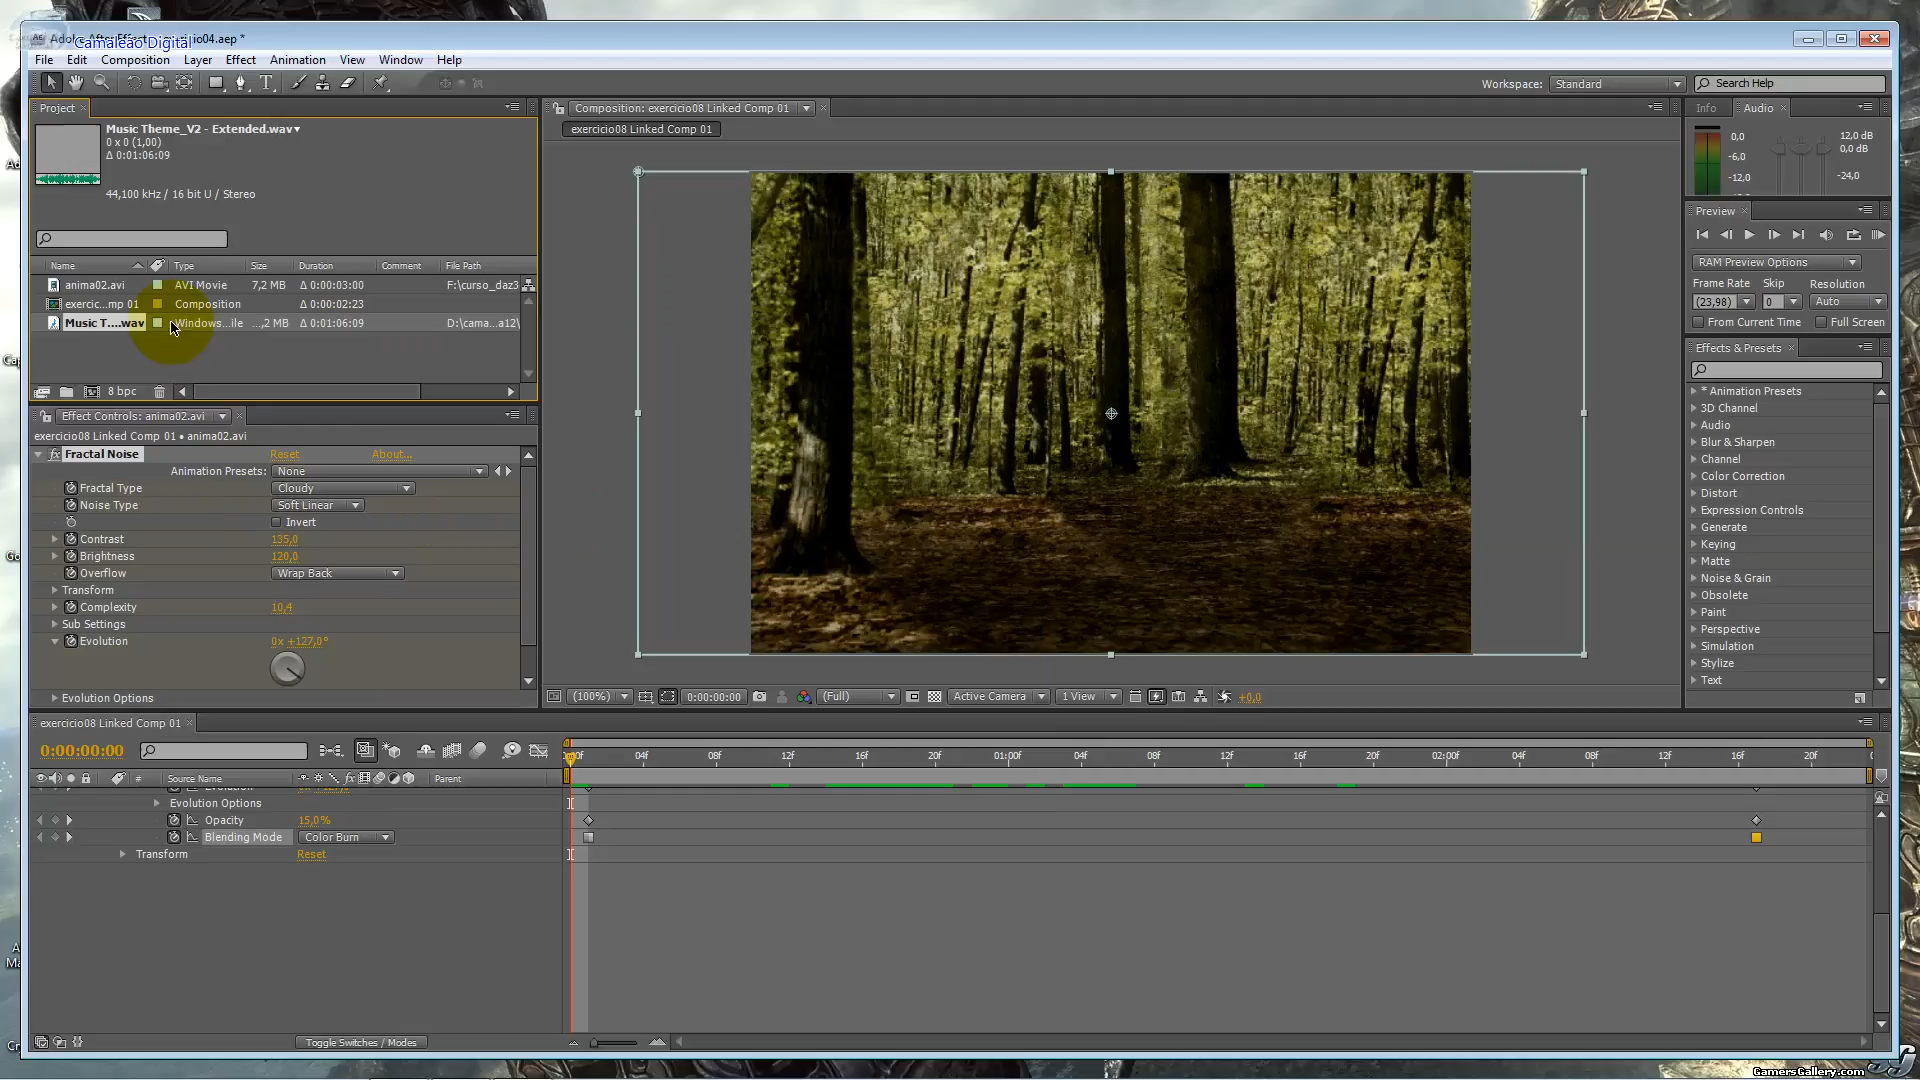 Camaleão Digital
Adobe After Effects - exercicio04.aep *
File Edit Composition Layer Effect Animation View Window Help
Workspace: Standard Search Help
Project
Music Theme_V2 - Extended.wav
0 x 0 (1,00)
Δ 0:01:06:09
44,100 kHz / 16 bit U / Stereo
Name Type Size Duration Comment File Path
anima02.avi AVI Movie 7,2 MB Δ 0:00:03:00 F:\curso_daz3
exercic...mp 01 Composition Δ 0:00:02:23
Music T....wav Windows...ile ...,2 MB Δ 0:01:06:09 D:\cama...a12\
8 bpc
Effect Controls: anima02.avi
exercicio08 Linked Comp 01 • anima02.avi
fx Fractal Noise Reset About...
Animation Presets: None
Fractal Type Cloudy
Noise Type Soft Linear
Invert
Contrast 135,0
Brightness 120,0
Overflow Wrap Back
Transform
Complexity 10,4
Sub Settings
Evolution 0x +127,0°
Evolution Options
Composition: exercicio08 Linked Comp 01
exercicio08 Linked Comp 01
(100%) 0:00:00:00 (Full) Active Camera 1 View +0,0
Info Audio
0,0 12,0 dB
-6,0 0,0 dB
-12,0 -24,0
Preview
RAM Preview Options
Frame Rate Skip Resolution
(23,98) 0 Auto
From Current Time Full Screen
Effects & Presets
* Animation Presets
3D Channel
Audio
Blur & Sharpen
Channel
Color Correction
Distort
Expression Controls
Generate
Keying
Matte
Noise & Grain
Obsolete
Paint
Perspective
Simulation
Stylize
Text
exercicio08 Linked Comp 01
0:00:00:00
04f 08f 12f 16f 20f 01:00f 04f 08f 12f 16f 20f 02:00f 04f 08f 12f 16f 20f
# Source Name fx Parent
Evolution 0x +127,0°
Evolution Options
Opacity 15,0%
Blending Mode Color Burn
Transform Reset
Toggle Switches / Modes
GamersGallery.com